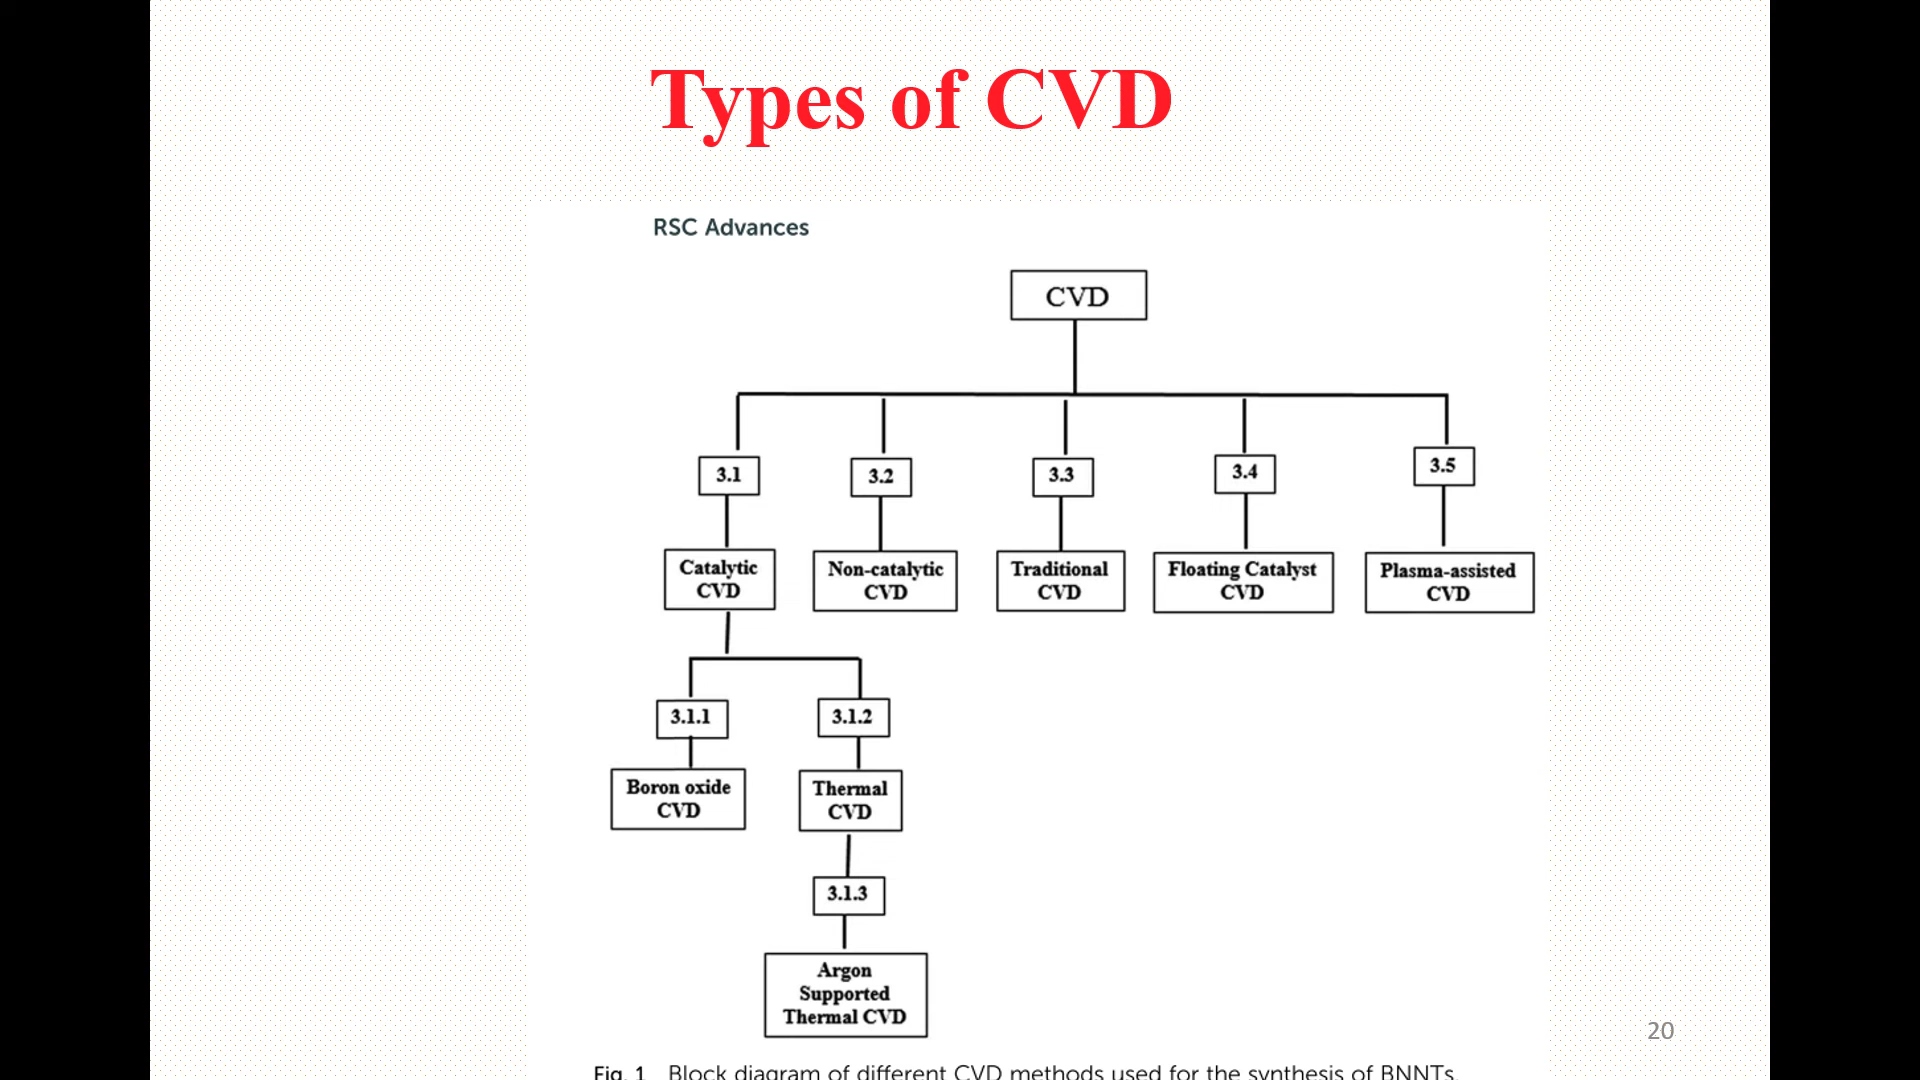 Types of CVD
RSC Advances
CVD
3.1
3.2
3.3
3.4
3.5
Catalytic
CVD
Non-catalytic
CVD
Traditional
CVD
Floating Catalyst
CVD
Plasma-assisted
CVD
3.1.1
3.1.2
Boron oxide
CVD
Thermal
CVD
3.1.3
Argon
Supported
Thermal CVD
20
Fig. 1 Block diagram of different CVD methods used for the synthesis of BNNTs.